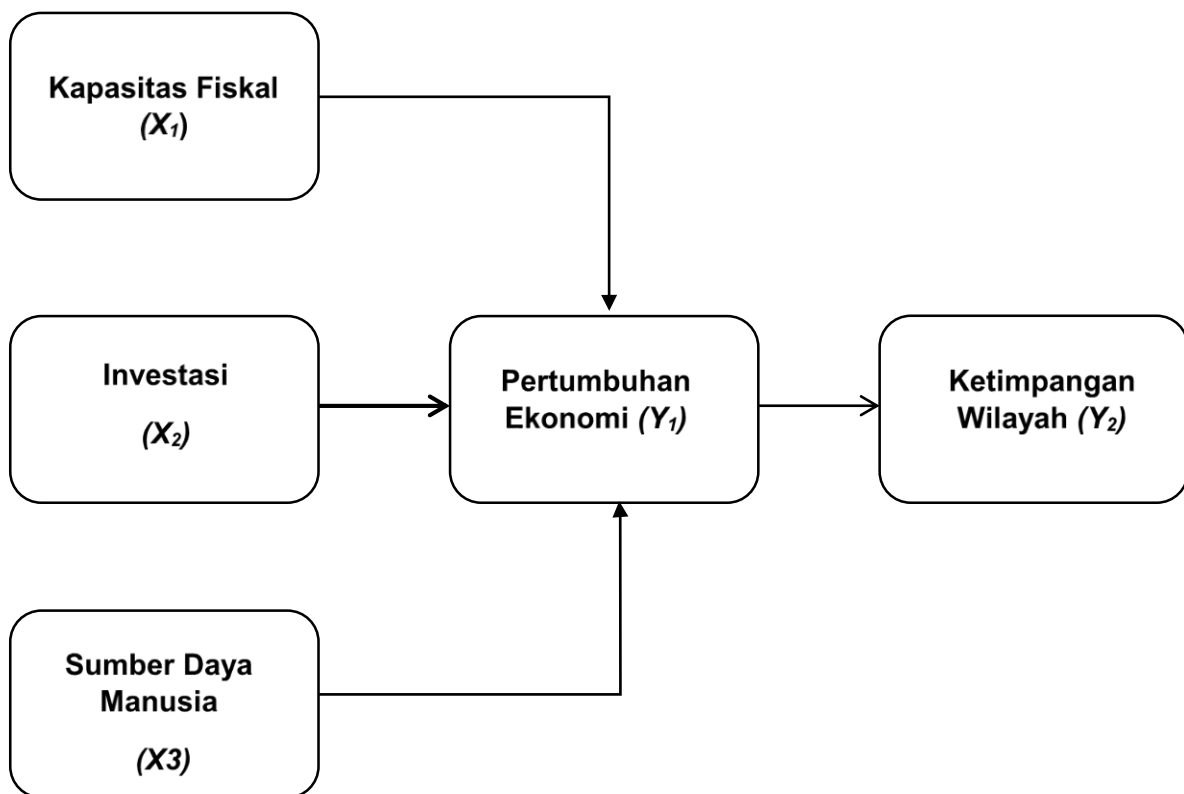 Kapasitas Fiskal
(X₁)
Investasi
(X₂)
Pertumbuhan
Ekonomi (Y₁)
Ketimpangan
Wilayah (Y₂)
Sumber Daya
Manusia
(X3)